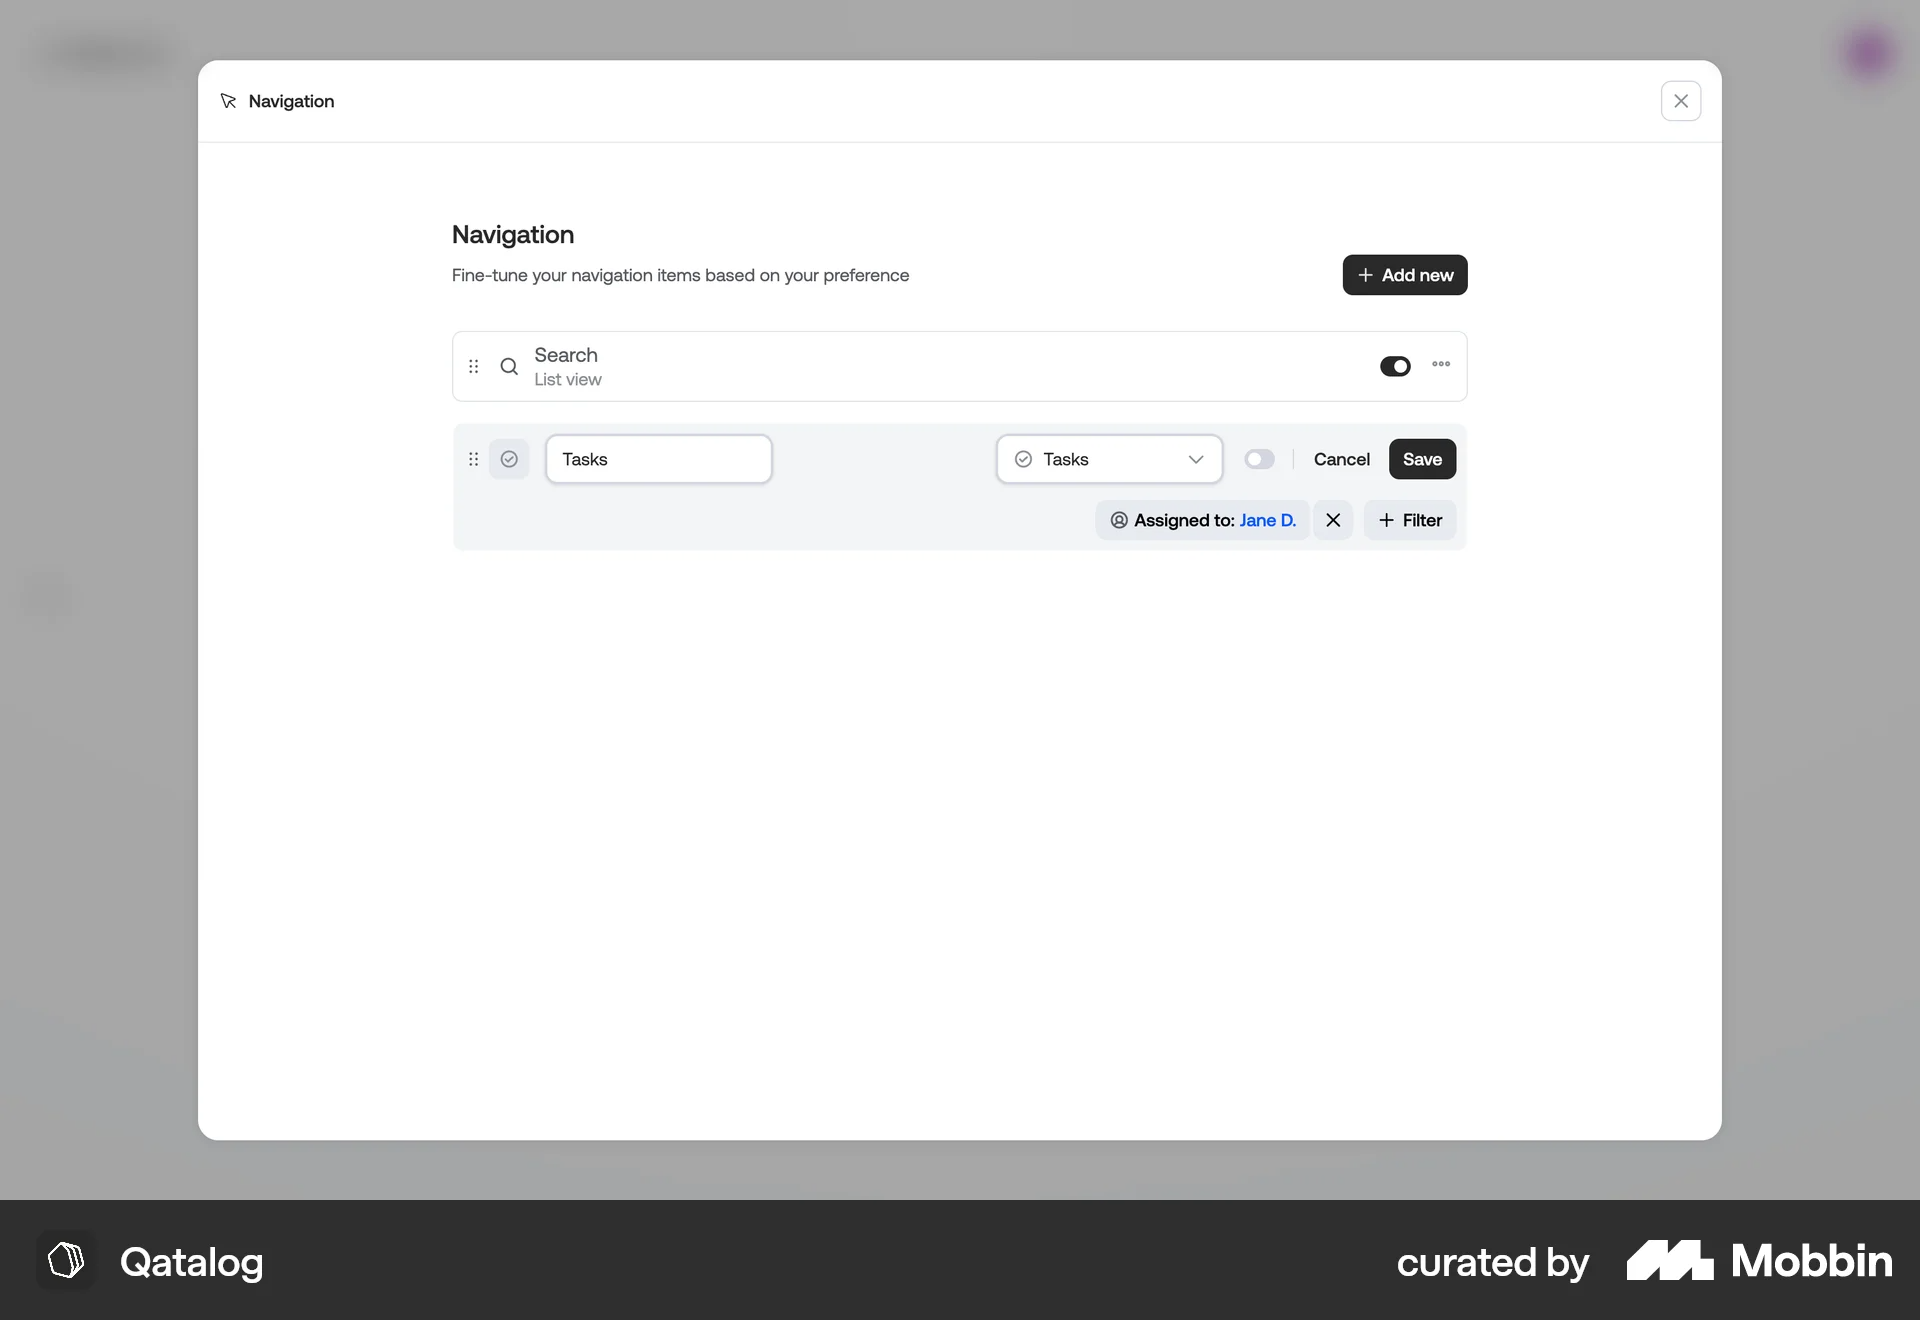 Navigation
Navigation
Fine-tune your navigation items based on your preference
Add new
Search
List view
Tasks
Tasks
Cancel
Save
Assigned to: Jane D.
Filter
Qatalog
curated by Mobbin